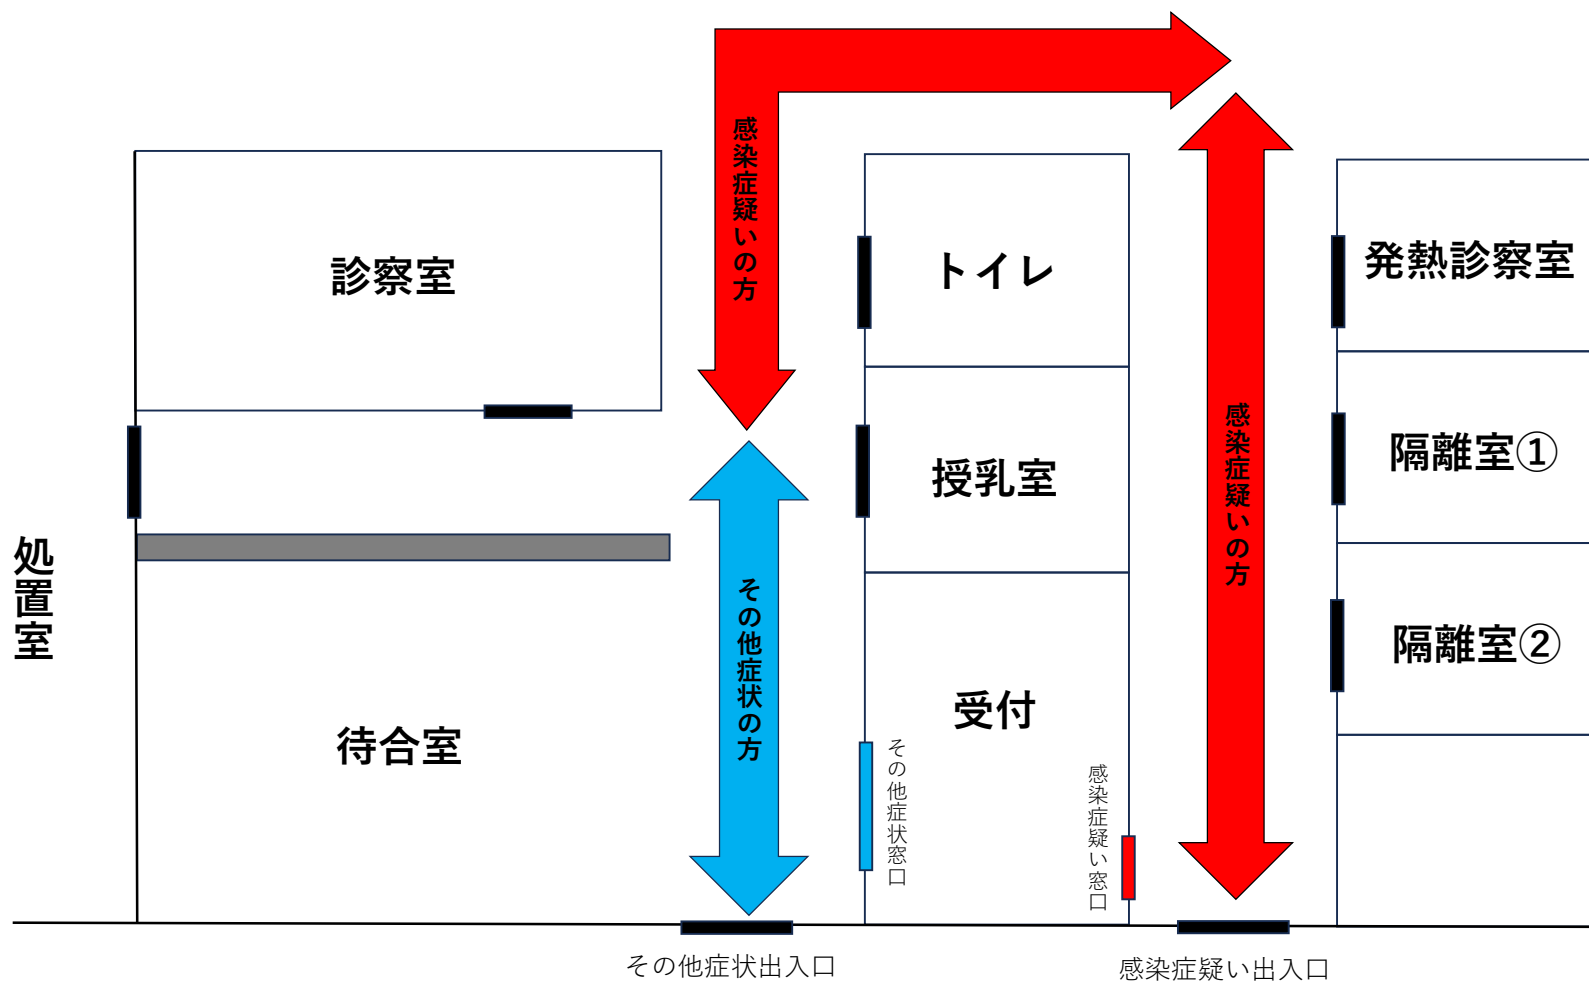 感染症疑いの方
診察室
トイレ
発熱診察室
感染症疑いの方
隔離室①
授乳室
処置室
その他症状の方
隔離室②
受付
待合室
その他症状窓口
感染症疑い窓口
その他症状出入口
感染症疑い出入口